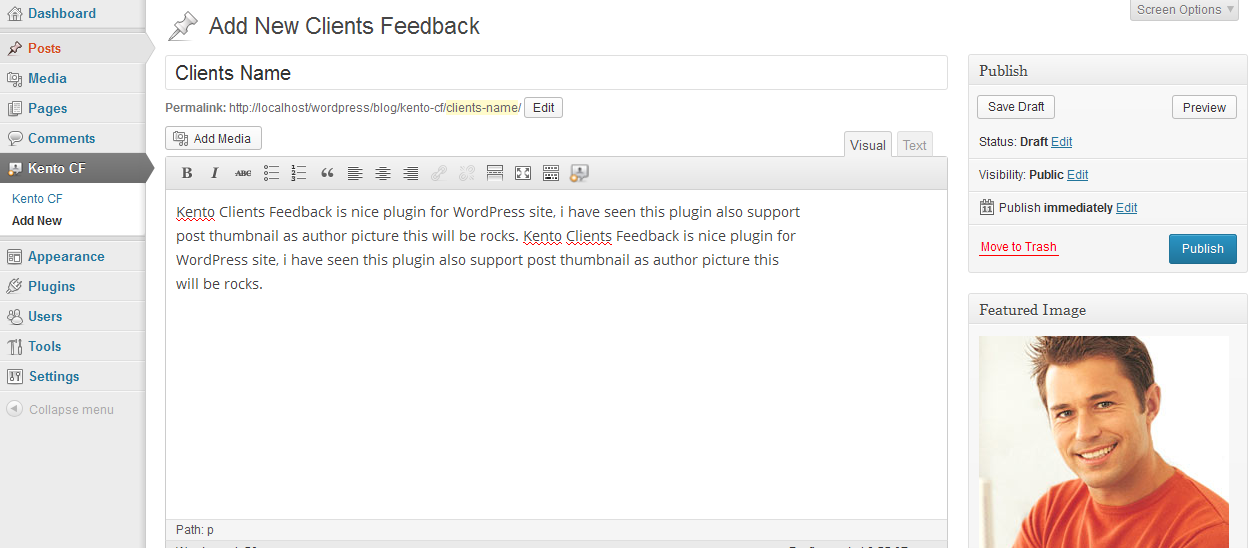 Dashboard
Posts
Media
Pages
Comments
Kento CF
Kento CF
Add New
Appearance
Plugins
Users
Tools
Settings
Collapse menu
Screen Options
Add New Clients Feedback
Clients Name
Permalink: http://localhost/wordpress/blog/kento-cf/clients-name/ Edit
Add Media
Visual Text
B I ABC
Kento Clients Feedback is nice plugin for WordPress site, i have seen this plugin also support
post thumbnail as author picture this will be rocks. Kento Clients Feedback is nice plugin for
WordPress site, i have seen this plugin also support post thumbnail as author picture this
will be rocks.
Path: p
Publish
Save Draft Preview
Status: Draft Edit
Visibility: Public Edit
11 Publish immediately Edit
Move to Trash Publish
Featured Image